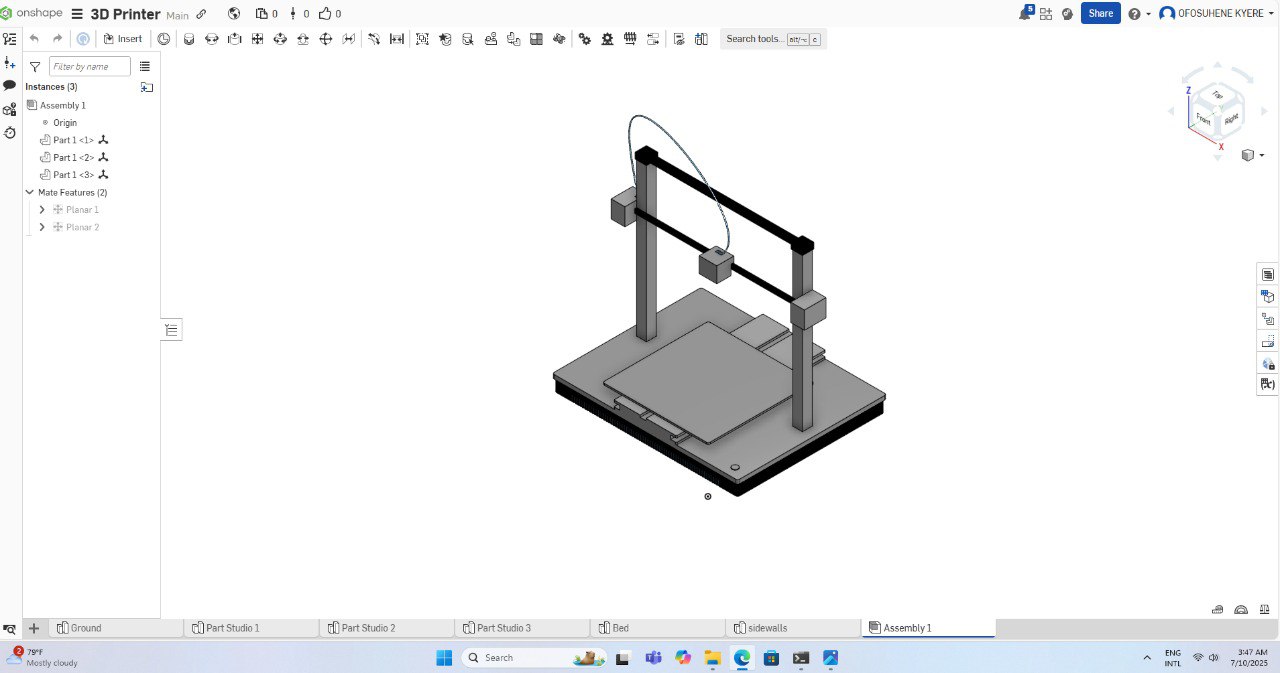 onshape 3D Printer Main 0 0 0 5 Share OFOSUHENE KYERE
Insert Search tools... alt/⌥ c
Filter by name
Instances (3)
Assembly 1
Origin
Part 1 <1>
Part 1 <2>
Part 1 <3>
Mate Features (2)
Planar 1
Planar 2
Z
Top
Front
Right
X
Ground Part Studio 1 Part Studio 2 Part Studio 3 Bed sidewalls Assembly 1
2
79°F
Mostly cloudy
Search
ENG
INTL
3:47 AM
7/10/2025